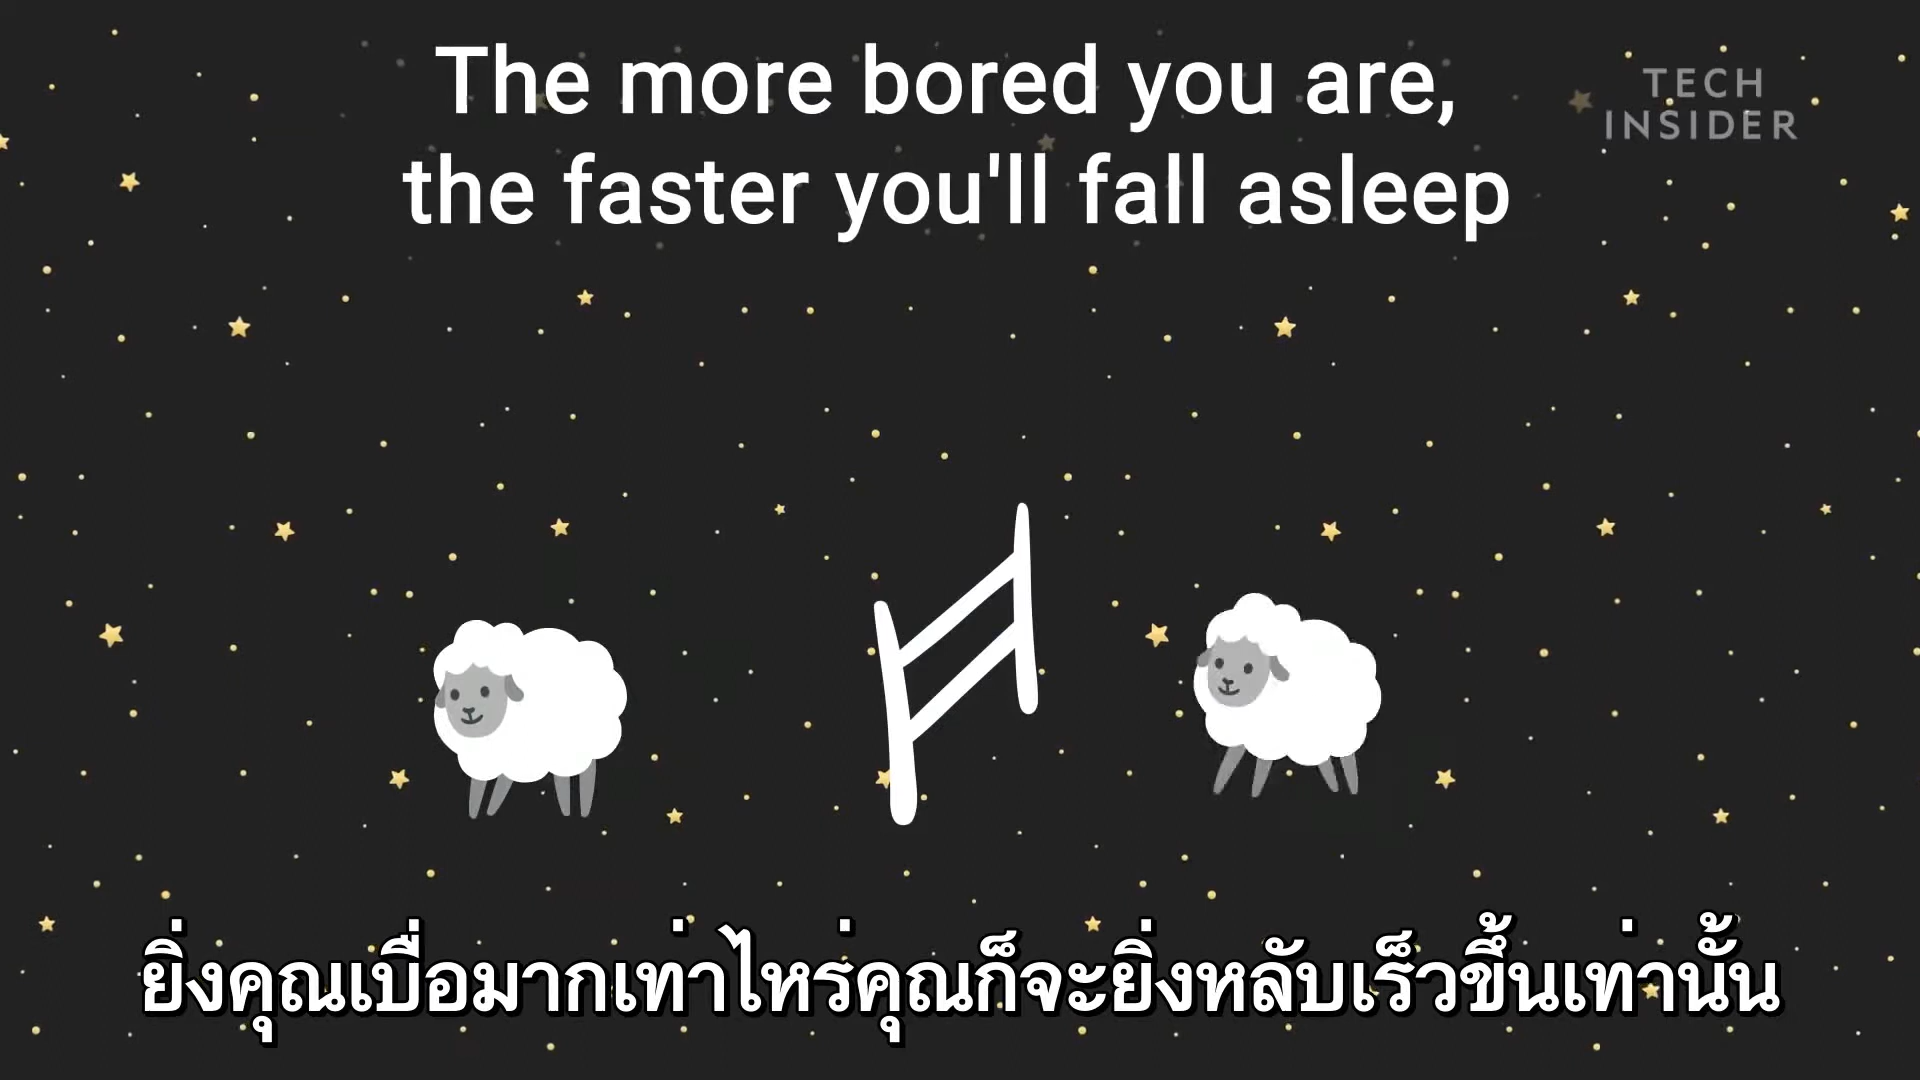 The more bored you are,
the faster you'll fall asleep
TECH
INSIDER
ยิ่งคุณเบื่อมากเท่าไหร่คุณก็จะยิ่งหลับเร็วขึ้นเท่านั้น